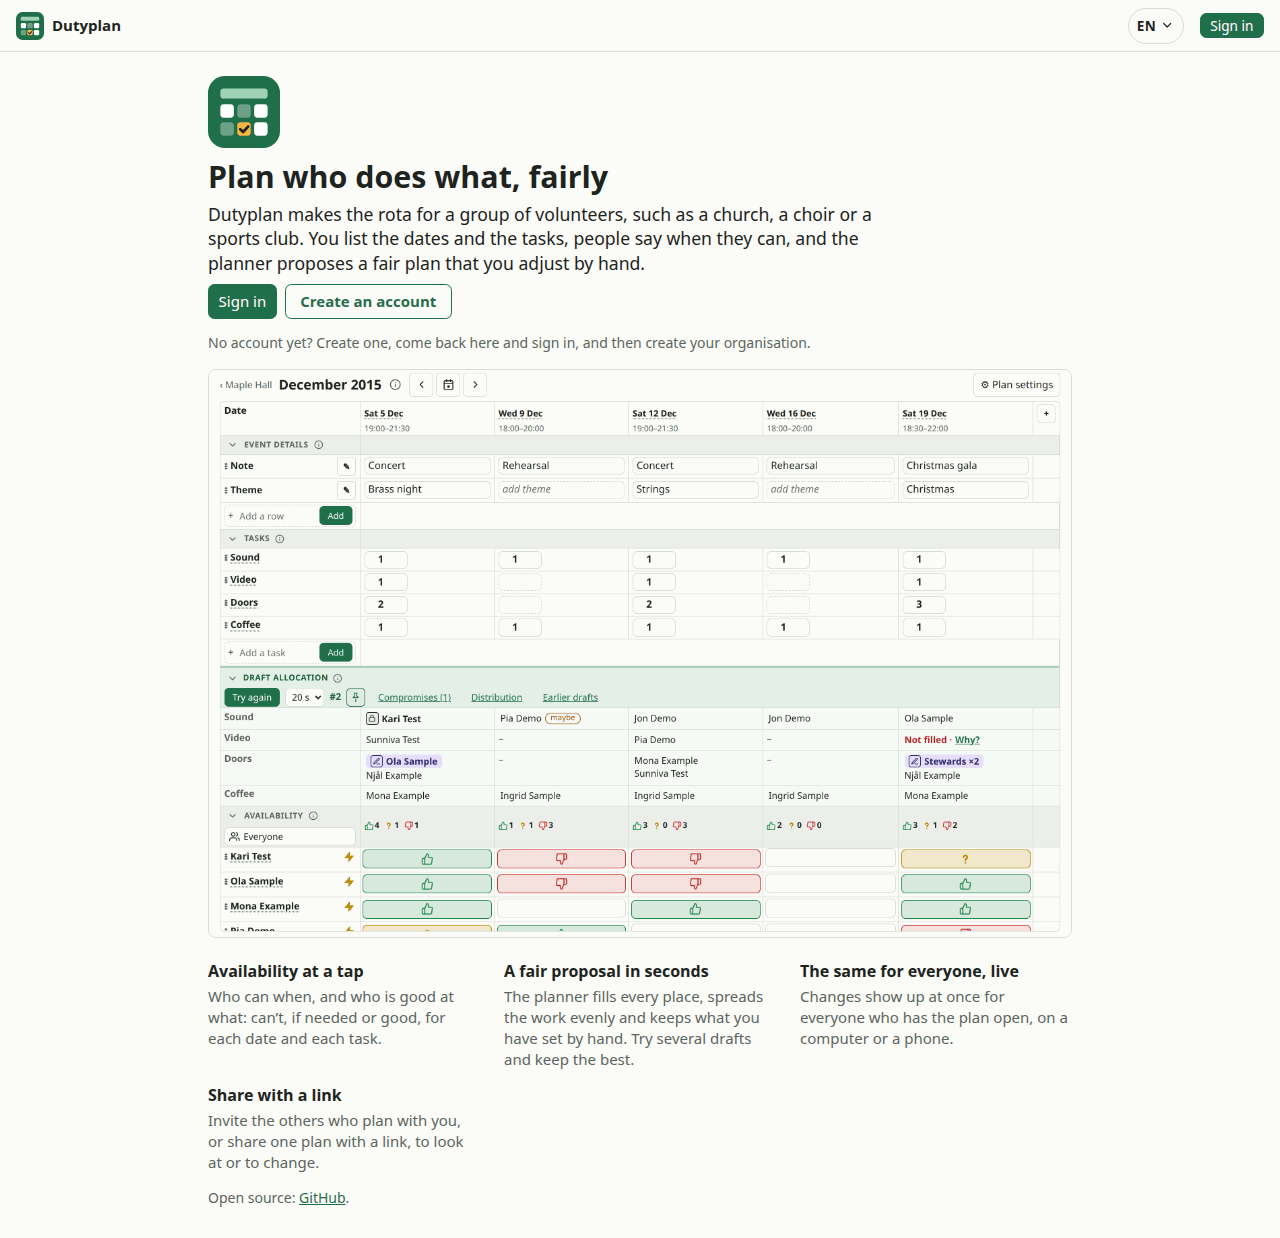 Dutyplan
EN
Sign in
Plan who does what, fairly
Dutyplan makes the rota for a group of volunteers, such as a church, a choir or a
sports club. You list the dates and the tasks, people say when they can, and the
planner proposes a fair plan that you adjust by hand.
Sign in
Create an account
No account yet? Create one, come back here and sign in, and then create your organisation.
‹ Maple Hall December 2015
Plan settings
Date Sat 5 Dec Wed 9 Dec Sat 12 Dec Wed 16 Dec Sat 19 Dec +
19:00–21:30 18:00–20:00 19:00–21:30 18:00–20:00 18:30–22:00
EVENT DETAILS
Note Concert Rehearsal Concert Rehearsal Christmas gala
Theme Brass night add theme Strings add theme Christmas
+ Add a row Add
TASKS
Sound 1 1 1 1 1
Video 1 1 1
Doors 2 2 3
Coffee 1 1 1 1 1
+ Add a task Add
DRAFT ALLOCATION
Try again 20 s #2 Compromises (1) Distribution Earlier drafts
Sound Kari Test Pia Demo maybe Jon Demo Jon Demo Ola Sample
Video Sunniva Test – Pia Demo – Not filled · Why?
Doors Ola Sample – Mona Example – Stewards ×2
Njål Example Sunniva Test Njål Example
Coffee Mona Example Ingrid Sample Ingrid Sample Ingrid Sample Mona Example
AVAILABILITY 4 ? 1 1 1 ? 1 3 3 ? 0 3 2 ? 0 0 3 ? 1 2
Everyone
Kari Test ?
Ola Sample
Mona Example
Pia Demo
Availability at a tap
Who can when, and who is good at
what: can’t, if needed or good, for
each date and each task.
A fair proposal in seconds
The planner fills every place, spreads
the work evenly and keeps what you
have set by hand. Try several drafts
and keep the best.
The same for everyone, live
Changes show up at once for
everyone who has the plan open, on a
computer or a phone.
Share with a link
Invite the others who plan with you,
or share one plan with a link, to look
at or to change.
Open source: GitHub.